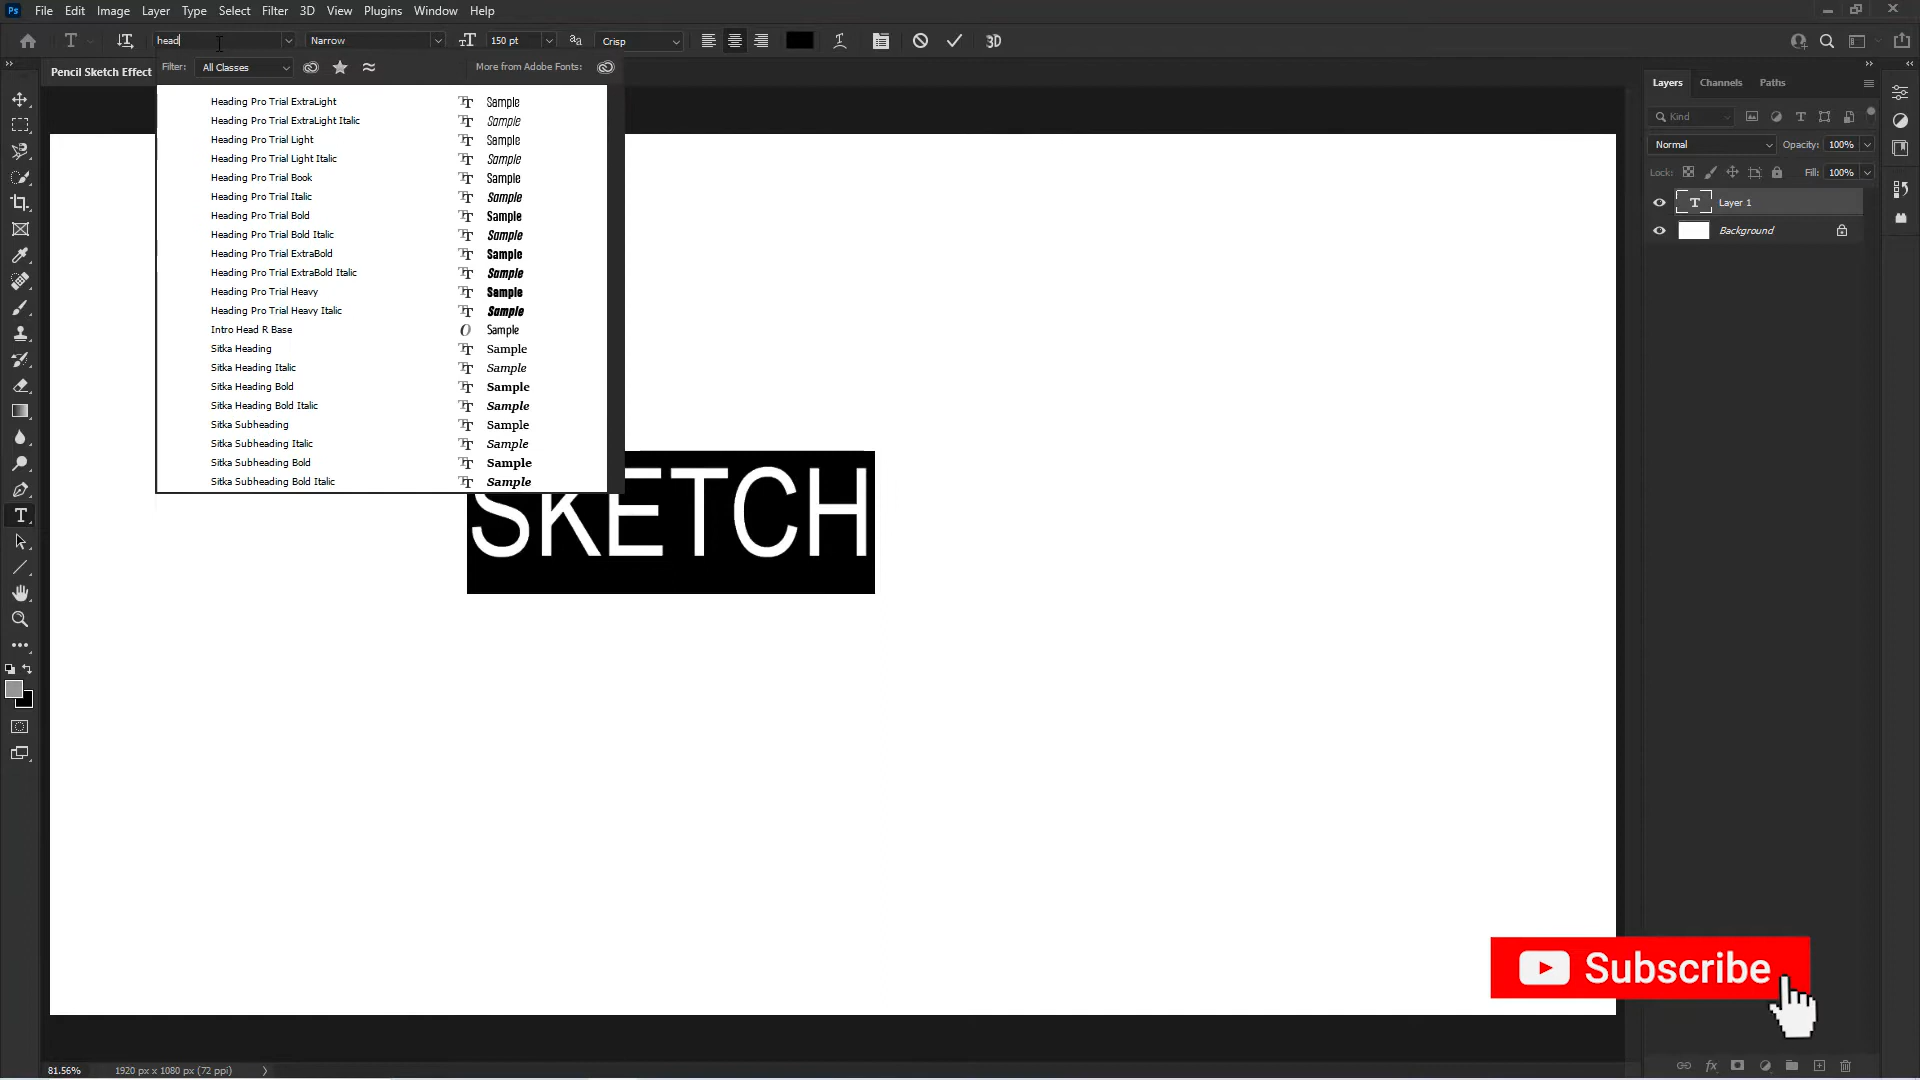 Ps File Edit Image Layer Type Select Filter 3D View Plugins Window Help
head Narrow 150 pt Crisp 3D
Filter: All Classes More from Adobe Fonts:
Pencil Sketch Effect
Heading Pro Trial ExtraLight Sample
Heading Pro Trial ExtraLight Italic Sample
Heading Pro Trial Light Sample
Heading Pro Trial Light Italic Sample
Heading Pro Trial Book Sample
Heading Pro Trial Italic Sample
Heading Pro Trial Bold Sample
Heading Pro Trial Bold Italic Sample
Heading Pro Trial ExtraBold Sample
Heading Pro Trial ExtraBold Italic Sample
Heading Pro Trial Heavy Sample
Heading Pro Trial Heavy Italic Sample
Intro Head R Base Sample
Sitka Heading Sample
Sitka Heading Italic Sample
Sitka Heading Bold Sample
Sitka Heading Bold Italic Sample
Sitka Subheading Sample
Sitka Subheading Italic Sample
Sitka Subheading Bold Sample
Sitka Subheading Bold Italic Sample
SKETCH
Layers Channels Paths
Kind
Normal Opacity: 100%
Lock: Fill: 100%
Layer 1
Background
Subscribe
81.56% 1920 px x 1080 px (72 ppi)